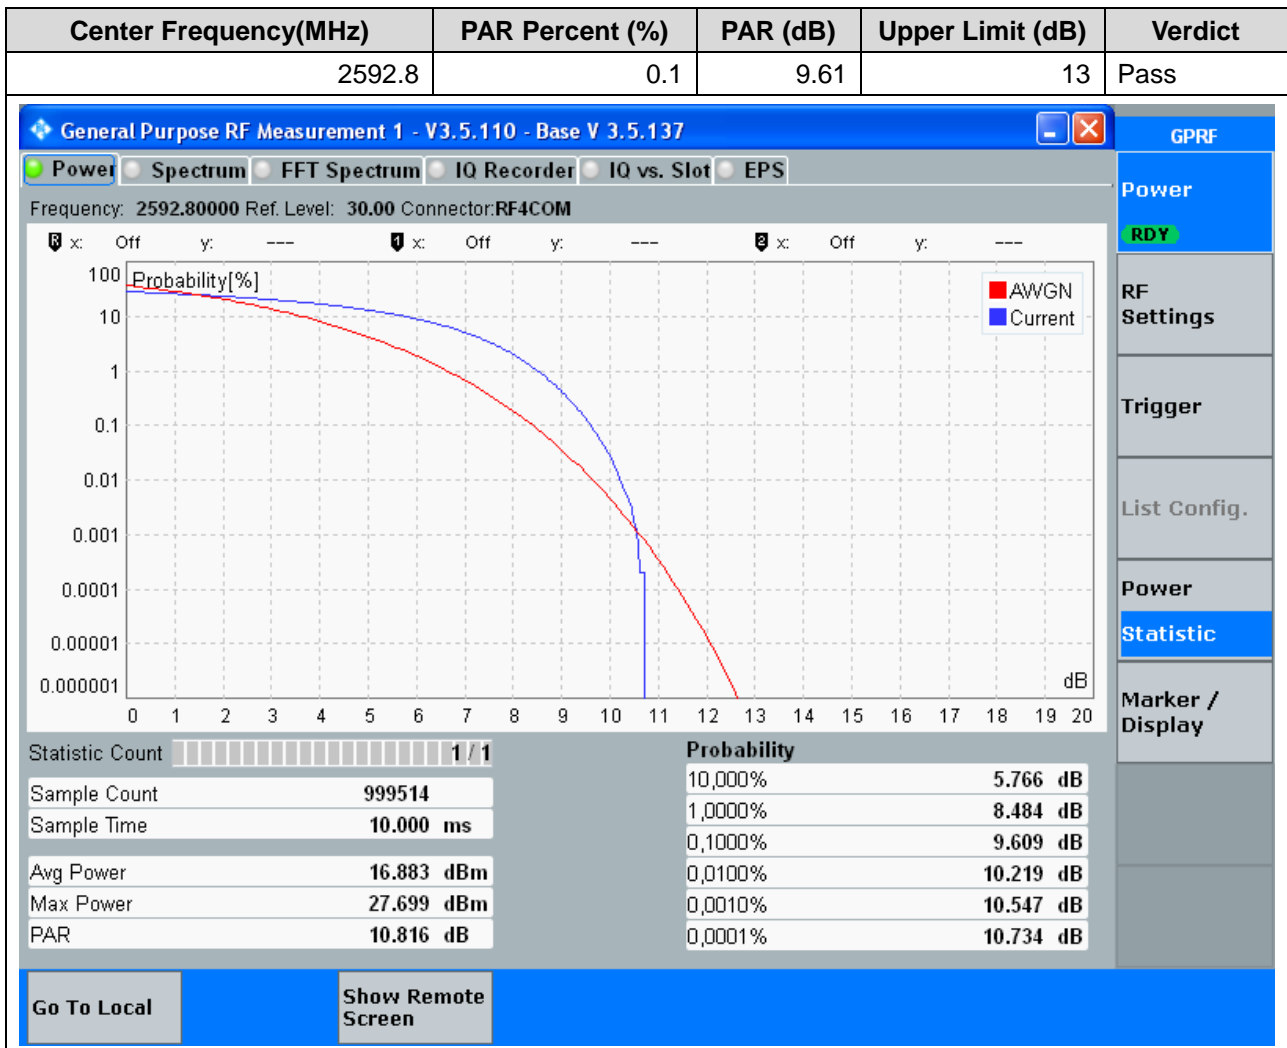 Center Frequency(MHz) PAR Percent (%) PAR (dB) Upper Limit (dB) Verdict
2592.8 0.1 9.61 13 Pass
General Purpose RF Measurement 1 - V3.5.110 - Base V 3.5.137
GPRF
Power Spectrum FFT Spectrum IQ Recorder IQ vs. Slot EPS
Power
RDY
Frequency: 2592.80000 Ref. Level: 30.00 Connector:RF4COM
R x: Off y: --- 1 x: Off y: --- 2 x: Off y: ---
100 Probability[%]
AWGN
Current
10
1
0.1
0.01
0.001
0.0001
0.00001
0.000001
dB
0 1 2 3 4 5 6 7 8 9 10 11 12 13 14 15 16 17 18 19 20
RF
Settings
Trigger
List Config.
Power
Statistic
Marker /
Display
Statistic Count 1 / 1
Sample Count 999514
Sample Time 10.000 ms
Avg Power 16.883 dBm
Max Power 27.699 dBm
PAR 10.816 dB
Probability
10,000% 5.766 dB
1,0000% 8.484 dB
0,1000% 9.609 dB
0,0100% 10.219 dB
0,0010% 10.547 dB
0,0001% 10.734 dB
Go To Local
Show Remote
Screen